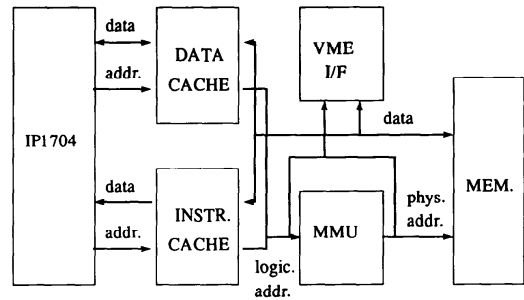 data
DATA
CACHE
addr.
VME
I/F
data
IP1704
MEM.
data
INSTR.
CACHE
addr.
MMU
phys.
addr.
logic.
addr.